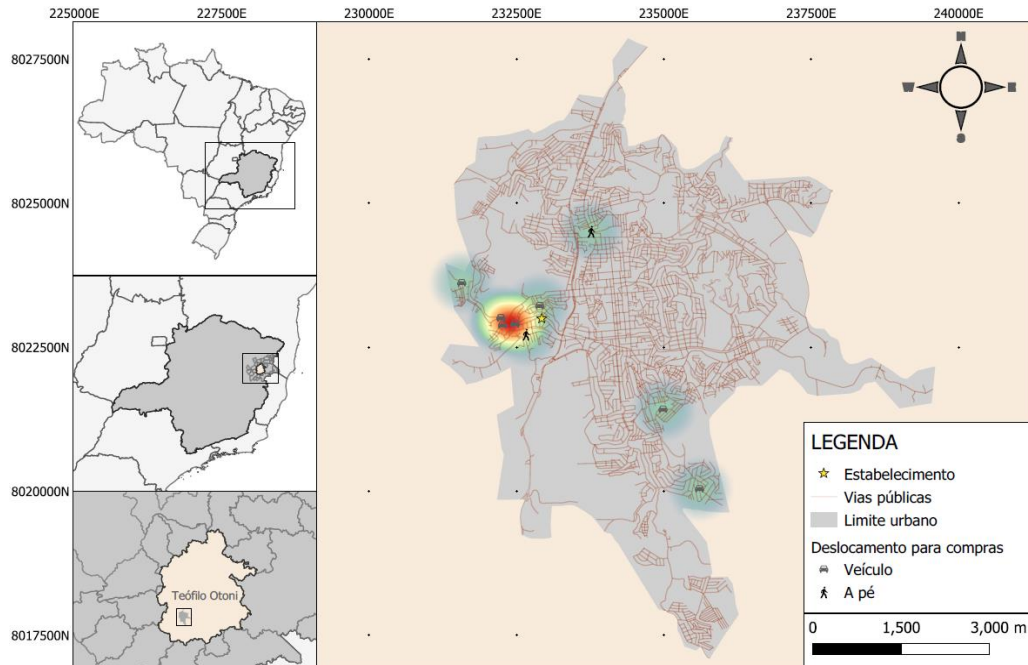 225000E
227500E
230000E
232500E
235000E
237500E
240000E
8027500N
8025000N
8022500N
8020000N
8017500N
N
W
E
S
Teófilo Otoni
LEGENDA
Estabelecimento
Vias públicas
Limite urbano
Deslocamento para compras
Veículo
A pé
0 1,500 3,000 m